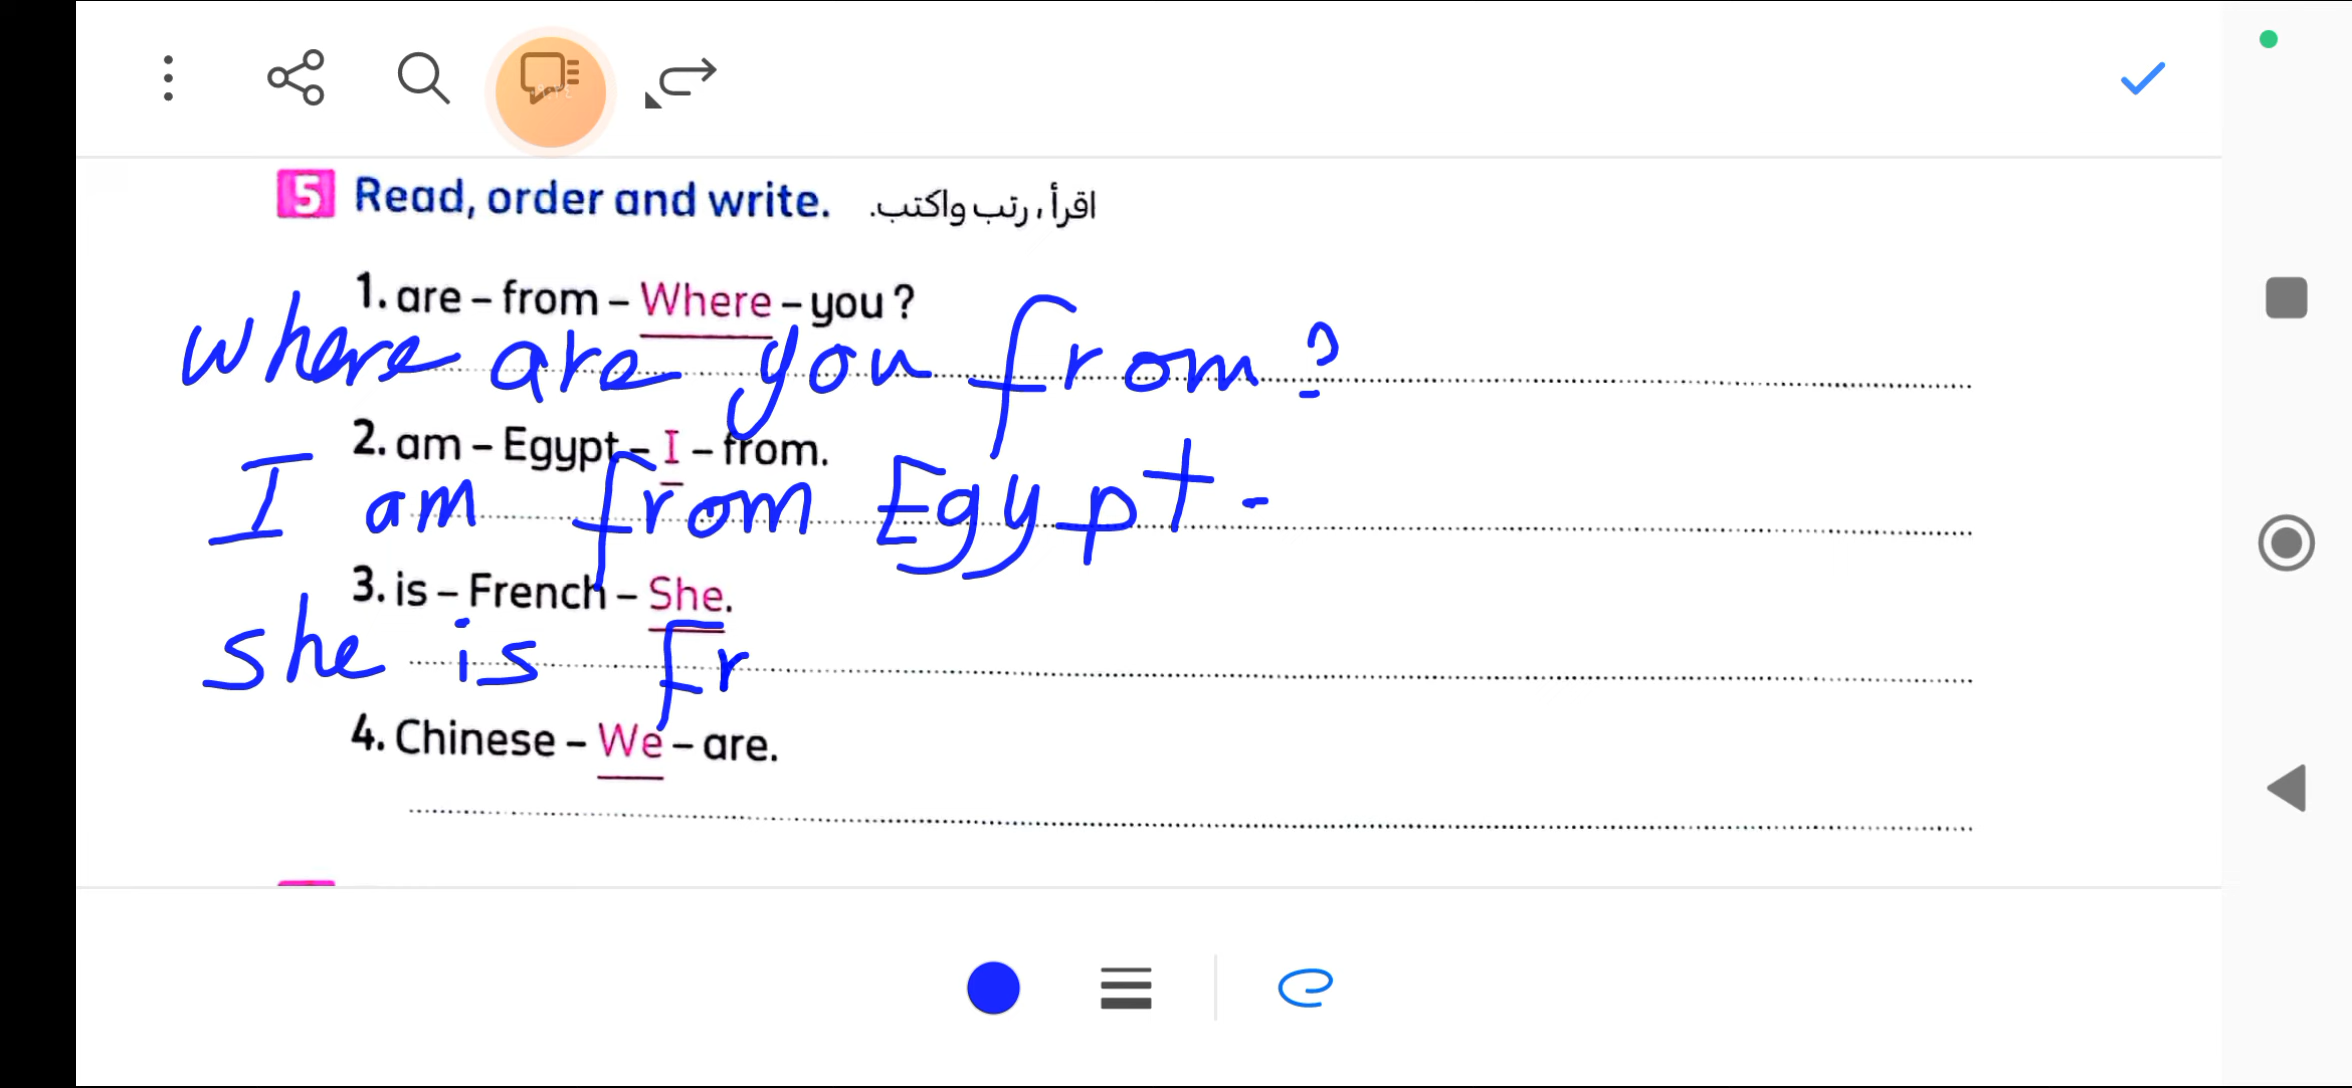 5 Read, order and write. اقرأ، رتب واكتب.
1. are – from – Where – you ?
where are you from ?
2. am – Egypt – I – from.
I am from Egypt -
3. is – French – She.
she is fr
4. Chinese – We – are.